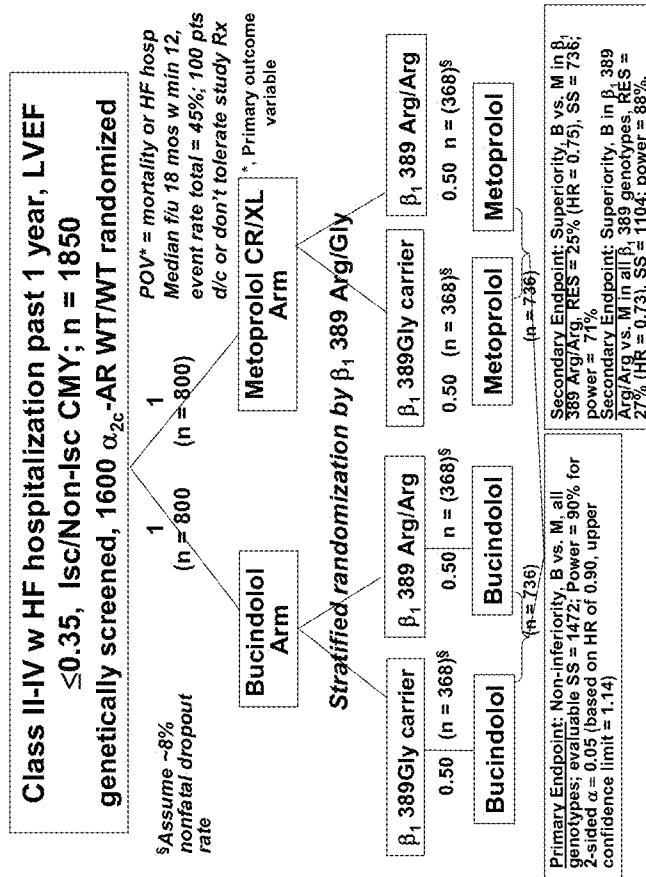 Class II-IV w HF hospitalization past 1 year, LVEF
≤0.35, Isc/Non-Isc CMY; n = 1850
genetically screened, 1600 α2c-AR WT/WT randomized
§Assume ~8%
nonfatal dropout
rate
1
(n = 800
1
(n = 800)
POV* = mortality or HF hosp
Median f/u 18 mos w min 12,
event rate total = 45%; 100 pts
d/c or don't tolerate study Rx
*, Primary outcome
variable
Bucindolol
Arm
Metoprolol CR/XL
Arm
Stratified randomization by β1 389 Arg/Gly
β1 389Gly carrier
β1 389 Arg/Arg
β1 389Gly carrier
β1 389 Arg/Arg
0.50 (n = 368)§
0.50 n = (368)§
0.50 (n = 368)§
0.50 n = (368)§
Bucindolol
Bucindolol
Metoprolol
Metoprolol
(n = 736)
(n = 736)
Primary Endpoint: Non-inferiority, B vs. M, all
genotypes; evaluable SS = 1472; Power = 90% for
2-sided α = 0.05 (based on HR of 0.90, upper
confidence limit = 1.14)
Secondary Endpoint: Superiority, B vs. M in β1
389 Arg/Arg, RES = 25% (HR = 0.75), SS = 736;
power = 71%
Secondary Endpoint: Superiority, B in β1 389
Arg/Arg vs. M in all β1 389 genotypes, RES =
27% (HR = 0.73), SS = 1104; power = 88%.